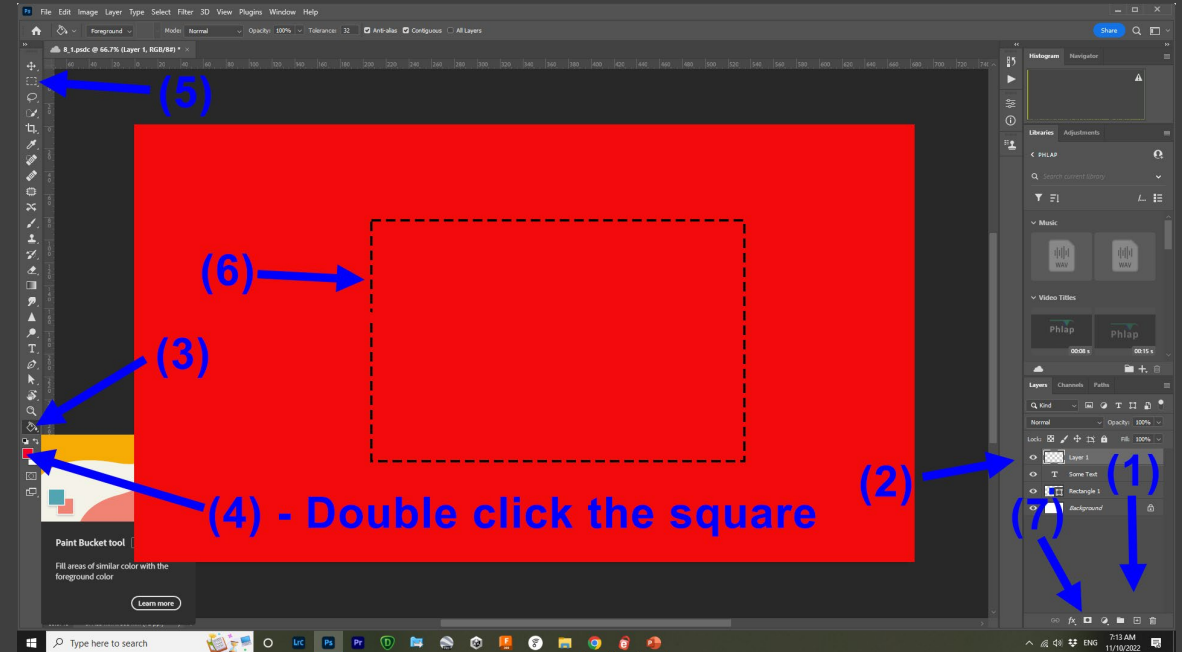 Ps File Edit Image Layer Type Select Filter 3D View Plugins Window Help
Foreground Mode: Normal Opacity: 100% Tolerance: 32 Anti-alias Contiguous All Layers Share
8_1.psdc @ 66.7% (Layer 1, RGB/8#) * ×
Histogram Navigator
(5)
Libraries Adjustments
< PHLAP
Search current library
Music
WAV WAV
(6)
Video Titles
Phlap Phlap
00:08 s 00:15 s
(3)
Layers Channels Paths
Kind
Normal Opacity: 100%
Lock: Fill: 100%
Layer 1
T Some Text
Rectangle 1
Background
(1)
(2)
(7)
(4) - Double click the square
Paint Bucket tool
Fill areas of similar color with the
foreground color
Learn more
Type here to search
Lrc Ps Pr
ENG
7:13 AM
11/10/2022